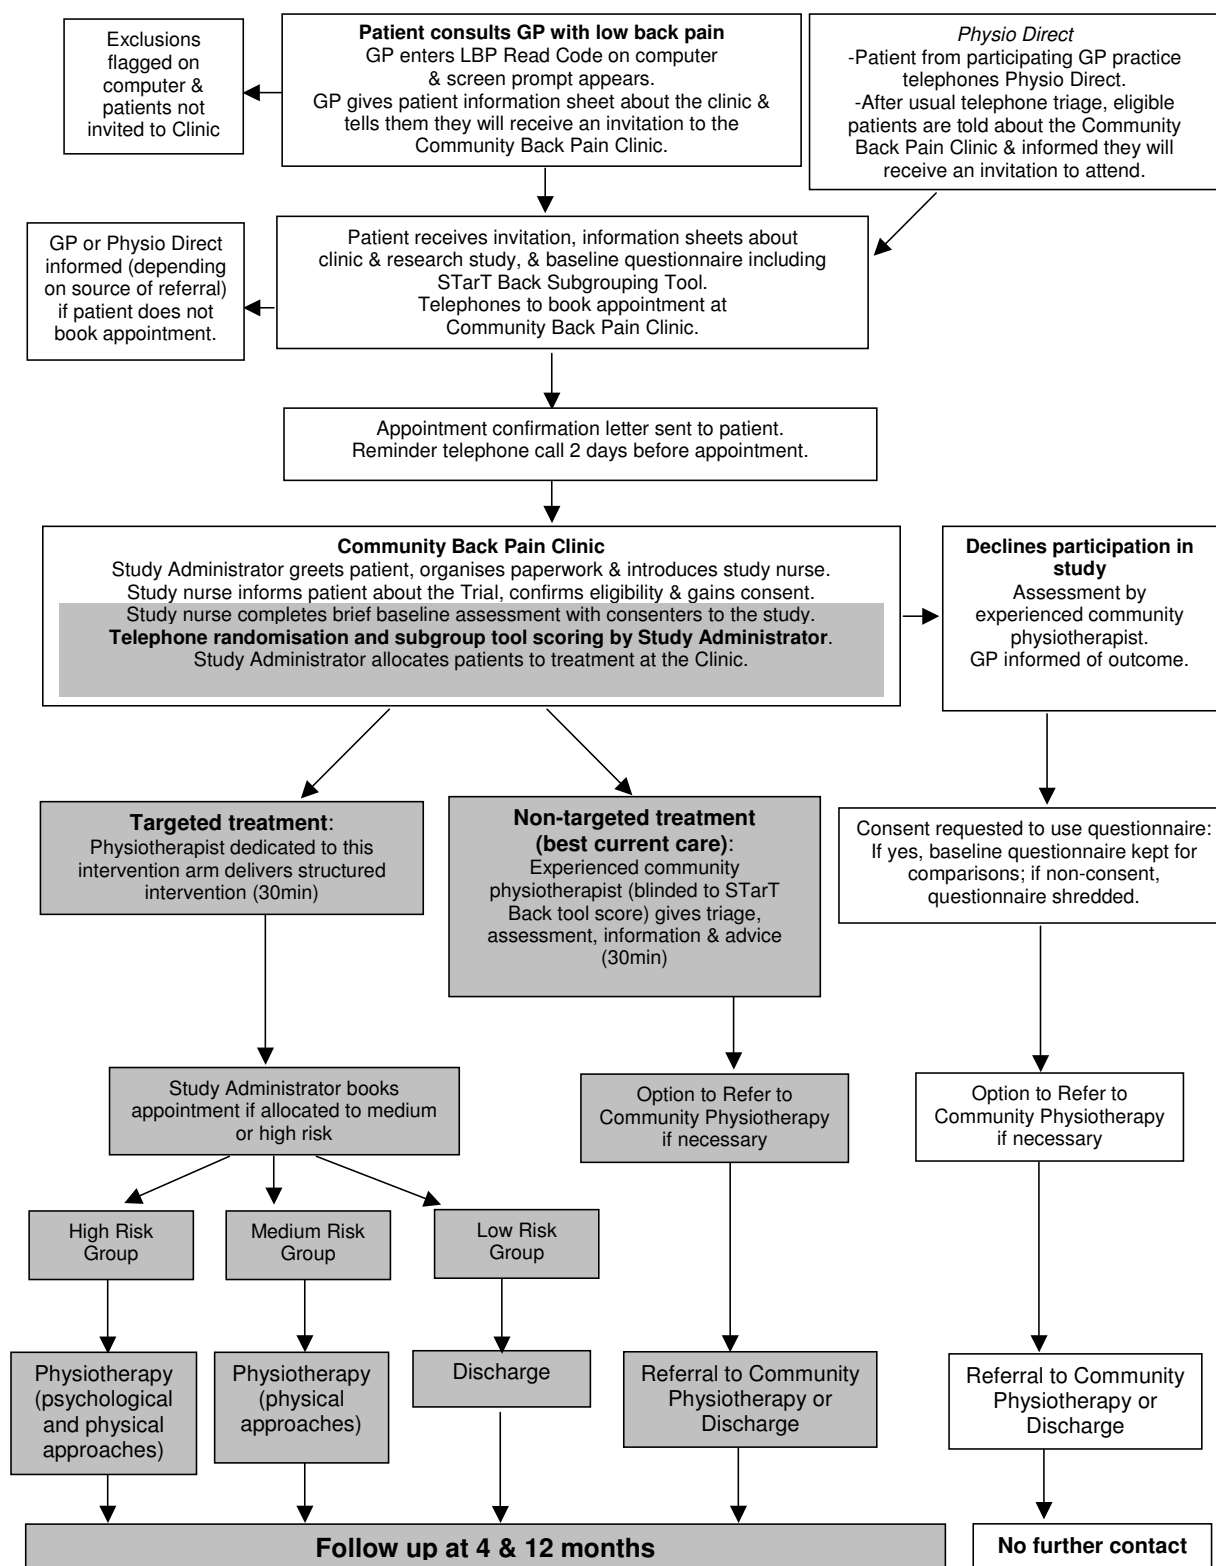 Exclusions
flagged on
computer &
patients not
invited to Clinic
Patient consults GP with low back pain
GP enters LBP Read Code on computer
& screen prompt appears.
GP gives patient information sheet about the clinic &
tells them they will receive an invitation to the
Community Back Pain Clinic.
Physio Direct
-Patient from participating GP practice
telephones Physio Direct.
-After usual telephone triage, eligible
patients are told about the Community
Back Pain Clinic & informed they will
receive an invitation to attend.
GP or Physio Direct
informed (depending
on source of referral)
if patient does not
book appointment.
Patient receives invitation, information sheets about
clinic & research study, & baseline questionnaire including
STarT Back Subgrouping Tool.
Telephones to book appointment at
Community Back Pain Clinic.
Appointment confirmation letter sent to patient.
Reminder telephone call 2 days before appointment.
Community Back Pain Clinic
Study Administrator greets patient, organises paperwork & introduces study nurse.
Study nurse informs patient about the Trial, confirms eligibility & gains consent.
Study nurse completes brief baseline assessment with consenters to the study.
Telephone randomisation and subgroup tool scoring by Study Administrator.
Study Administrator allocates patients to treatment at the Clinic.
Declines participation in
study
Assessment by
experienced community
physiotherapist.
GP informed of outcome.
Targeted treatment:
Physiotherapist dedicated to this
intervention arm delivers structured
intervention (30min)
Non-targeted treatment
(best current care):
Experienced community
physiotherapist (blinded to STarT
Back tool score) gives triage,
assessment, information & advice
(30min)
Consent requested to use questionnaire:
If yes, baseline questionnaire kept for
comparisons; if non-consent,
questionnaire shredded.
Study Administrator books
appointment if allocated to medium
or high risk
Option to Refer to
Community Physiotherapy
if necessary
Option to Refer to
Community Physiotherapy
if necessary
High Risk
Group
Medium Risk
Group
Low Risk
Group
Physiotherapy
(psychological
and physical
approaches)
Physiotherapy
(physical
approaches)
Discharge
Referral to Community
Physiotherapy or
Discharge
Referral to Community
Physiotherapy or
Discharge
Follow up at 4 & 12 months
No further contact